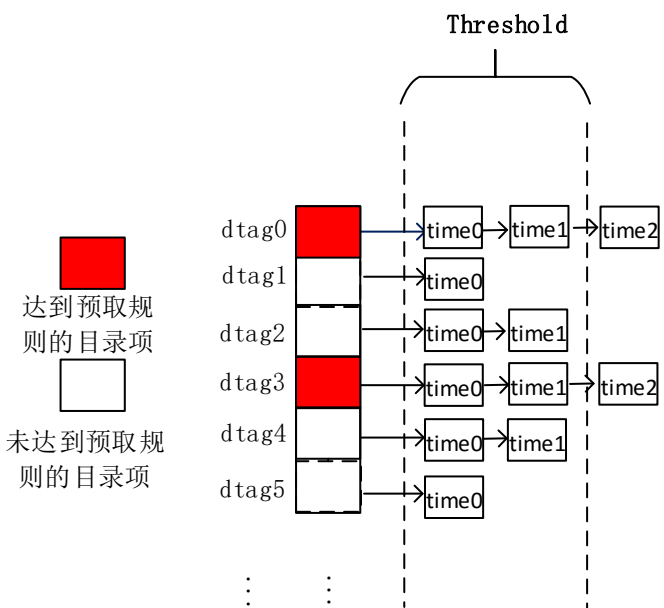 Threshold
dtag0 time0 time1 time2
dtag1 time0
dtag2 time0 time1
dtag3 time0 time1 time2
dtag4 time0 time1
dtag5 time0
达到预取规
则的目录项
未达到预取规
则的目录项